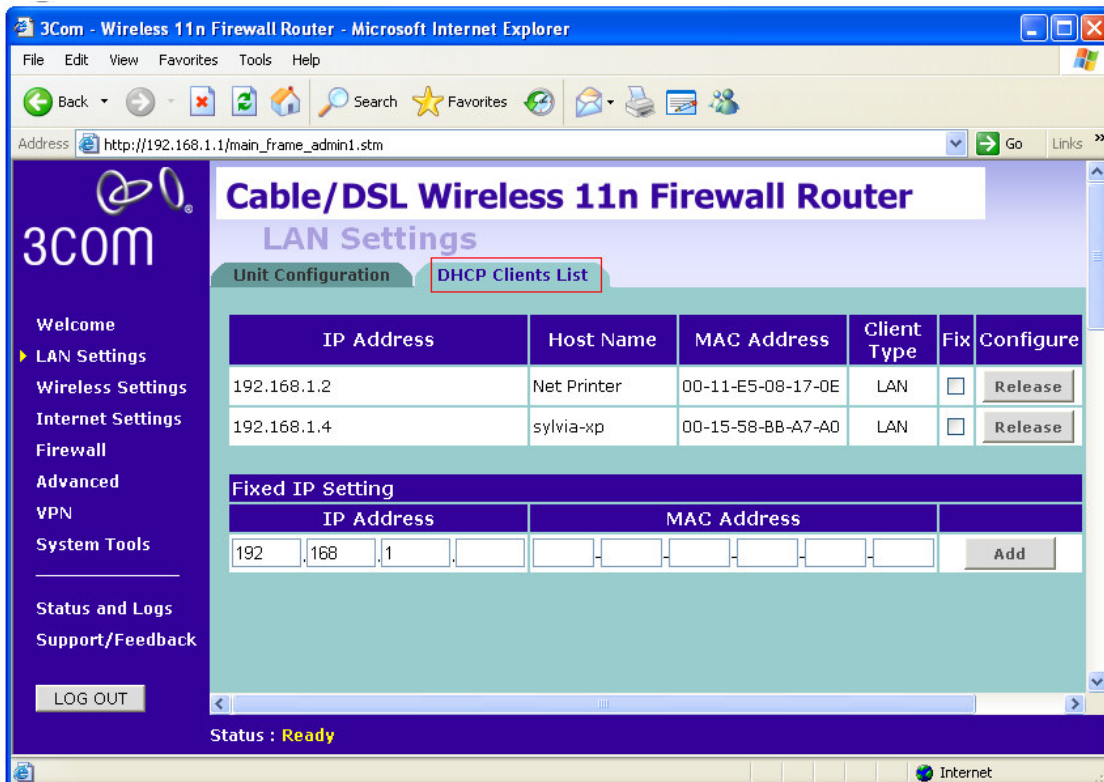 3Com - Wireless 11n Firewall Router - Microsoft Internet Explorer
File Edit View Favorites Tools Help
Back Search Favorites
Address http://192.168.1.1/main_frame_admin1.stm Go Links »
3COM ®
Cable/DSL Wireless 11n Firewall Router
LAN Settings
Unit Configuration DHCP Clients List
Welcome
LAN Settings
Wireless Settings
Internet Settings
Firewall
Advanced
VPN
System Tools
Status and Logs
Support/Feedback
LOG OUT
IP Address Host Name MAC Address Client Type Fix Configure
192.168.1.2 Net Printer 00-11-E5-08-17-0E LAN Release
192.168.1.4 sylvia-xp 00-15-58-BB-A7-A0 LAN Release
Fixed IP Setting
IP Address MAC Address
192 . 168 . 1 . - - - - - Add
Status : Ready
Internet